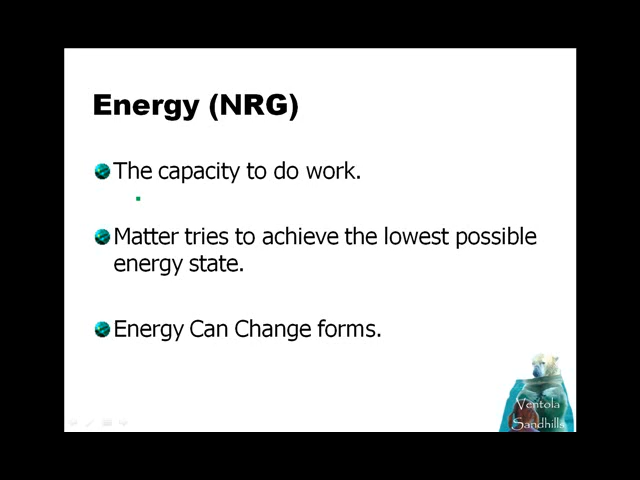 Energy (NRG)
The capacity to do work.
Matter tries to achieve the lowest possible
energy state.
Energy Can Change forms.
Ventola
Sandhills